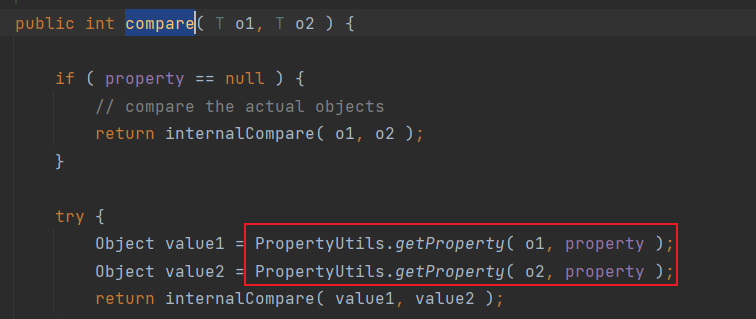 public int compare( T o1, T o2 ) {
if ( property == null ) {
// compare the actual objects
return internalCompare( o1, o2 );
}
try {
Object value1 = PropertyUtils.getProperty( o1, property );
Object value2 = PropertyUtils.getProperty( o2, property );
return internalCompare( value1, value2 );